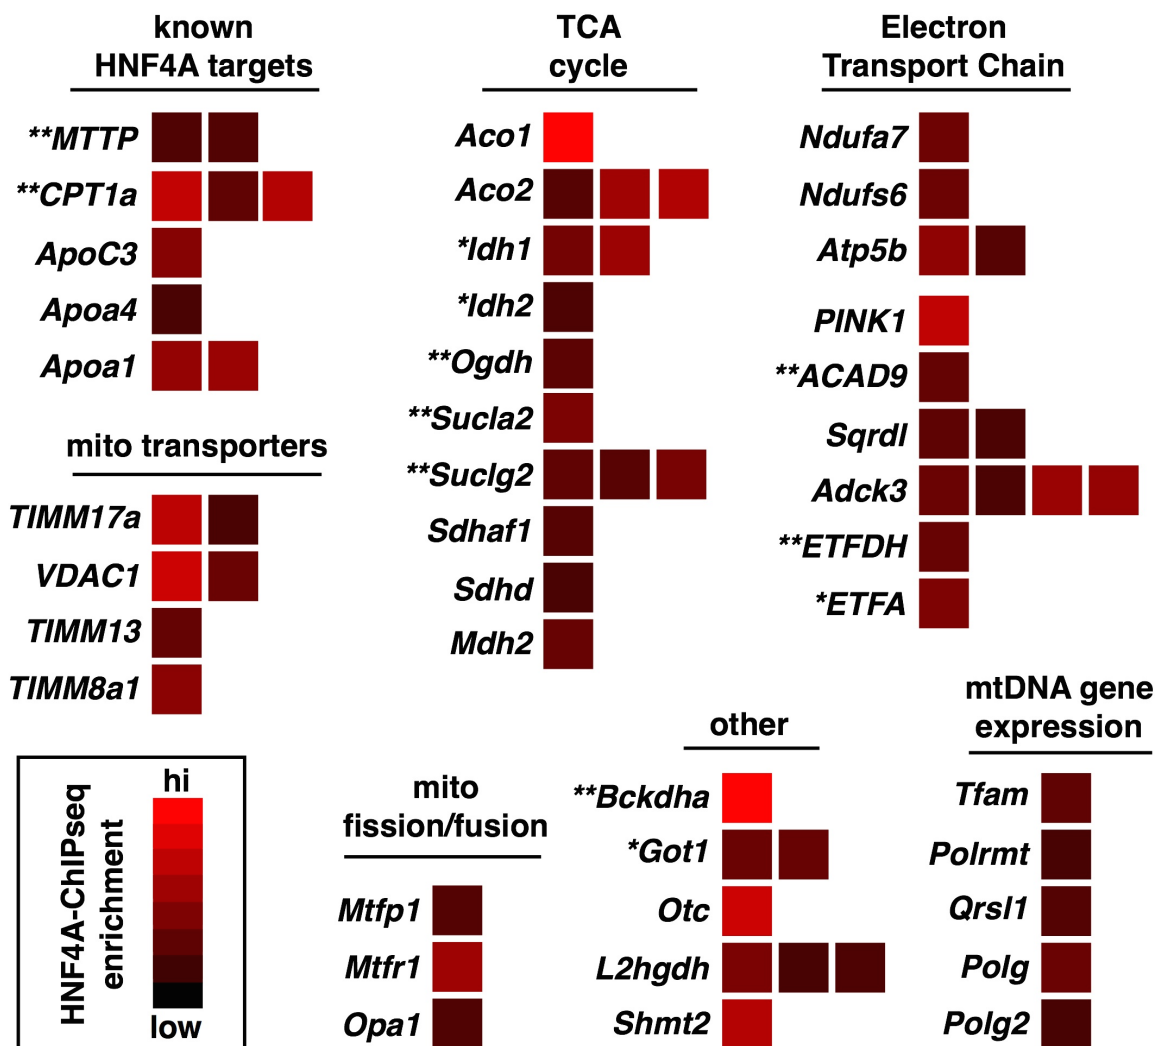 known
HNF4A targets
**MTTP
**CPT1a
ApoC3
Apoa4
Apoa1
mito transporters
TIMM17a
VDAC1
TIMM13
TIMM8a1
HNF4A-ChIPseq
enrichment
hi
low
TCA
cycle
Aco1
Aco2
*Idh1
*Idh2
**Ogdh
**Sucla2
**Suclg2
Sdhaf1
Sdhd
Mdh2
Electron
Transport Chain
Ndufa7
Ndufs6
Atp5b
PINK1
**ACAD9
Sqrdl
Adck3
**ETFDH
*ETFA
mito
fission/fusion
Mtfp1
Mtfr1
Opa1
other
**Bckdha
*Got1
Otc
L2hgdh
Shmt2
mtDNA gene
expression
Tfam
Polrmt
Qrsl1
Polg
Polg2